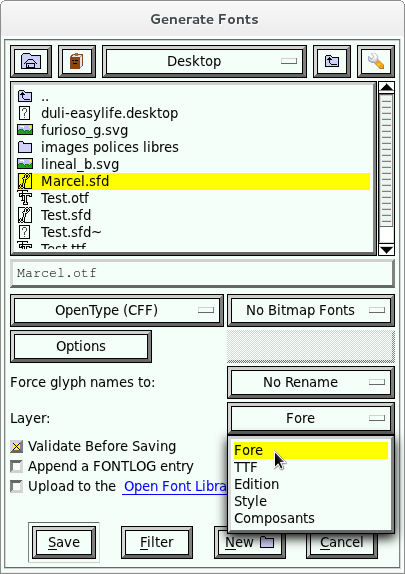 Generate Fonts
Desktop
..
duli-easylife.desktop
furioso_g.svg
images polices libres
lineal_b.svg
Marcel.sfd
Test.otf
Test.sfd
Test.sfd~
Test.ttf
Marcel.otf
OpenType (CFF) No Bitmap Fonts
Options
Force glyph names to: No Rename
Layer: Fore
Validate Before Saving
Append a FONTLOG entry
Upload to the Open Font Libra
Fore
TTF
Edition
Style
Composants
Save Filter New Cancel